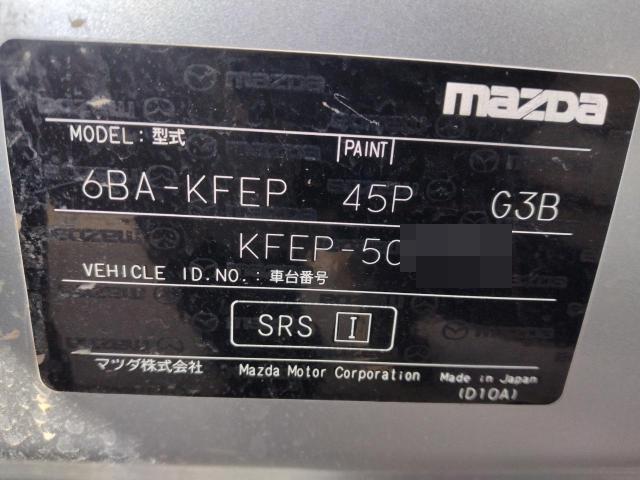 mazda
MODEL : 型式
PAINT
6BA-KFEP 45P G3B
KFEP-50
VEHICLE ID.NO. : 車台番号
SRS I
マツダ株式会社 Mazda Motor Corporation Made in Japan
(D10A)